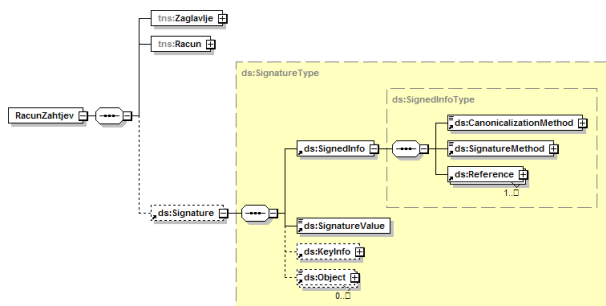 tns:Zaglavlje
tns:Racun
ds:SignatureType
ds:SignedInfoType
RacunZahtjev
ds:CanonicalizationMethod
ds:SignedInfo
ds:SignatureMethod
ds:Reference
1..
ds:Signature
ds:SignatureValue
ds:KeyInfo
ds:Object
0..